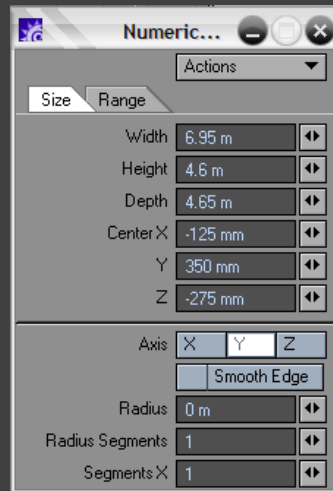 Numeric...
Actions
Size Range
Width 6.95 m
Height 4.6 m
Depth 4.65 m
Center X -125 mm
Y 350 mm
Z -275 mm
Axis X Y Z
Smooth Edge
Radius 0 m
Radius Segments 1
Segments X 1